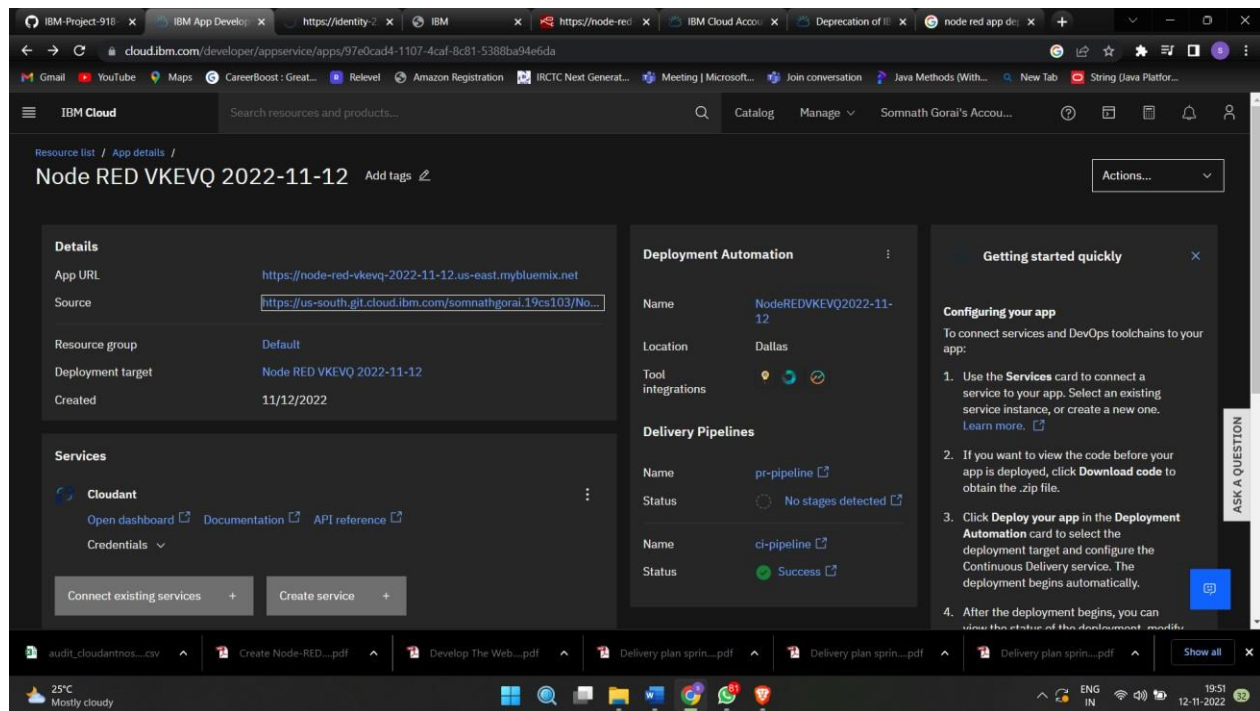 IBM-Project-918
IBM App Develop
https://identity-2
IBM
https://node-red
IBM Cloud Accou
Deprecation of IB
node red app dep
cloud.ibm.com/developer/appservice/apps/97e0cad4-1107-4caf-8c81-5388ba94e6da
Gmail
YouTube
Maps
CareerBoost : Great...
Relevel
Amazon Registration
IRCTC Next Generat...
Meeting | Microsoft...
Join conversation
Java Methods (With...
New Tab
String (Java Platfor...
IBM Cloud
Search resources and products...
Catalog
Manage
Somnath Gorai's Accou...
Resource list / App details /
Node RED VKEVQ 2022-11-12
Add tags
Actions...
Details
App URL
https://node-red-vkevq-2022-11-12.us-east.mybluemix.net
Source
https://us-south.git.cloud.ibm.com/somnathgorai.19cs103/No...
Resource group
Default
Deployment target
Node RED VKEVQ 2022-11-12
Created
11/12/2022
Services
Cloudant
Open dashboard
Documentation
API reference
Credentials
Connect existing services +
Create service +
Deployment Automation
Name
NodeREDVKEVQ2022-11-
12
Location
Dallas
Tool
integrations
Delivery Pipelines
Name
pr-pipeline
Status
No stages detected
Name
ci-pipeline
Status
Success
Getting started quickly
Configuring your app
To connect services and DevOps toolchains to your
app:
1. Use the Services card to connect a
service to your app. Select an existing
service instance, or create a new one.
Learn more.
2. If you want to view the code before your
app is deployed, click Download code to
obtain the .zip file.
3. Click Deploy your app in the Deployment
Automation card to select the
deployment target and configure the
Continuous Delivery service. The
deployment begins automatically.
4. After the deployment begins, you can
view the status of the deployment, modify
ASK A QUESTION
audit_cloudantnos....csv
Create Node-RED....pdf
Develop The Web....pdf
Delivery plan sprin....pdf
Delivery plan sprin....pdf
Delivery plan sprin....pdf
Show all
25°C
Mostly cloudy
81
ENG
IN
19:51
12-11-2022
32